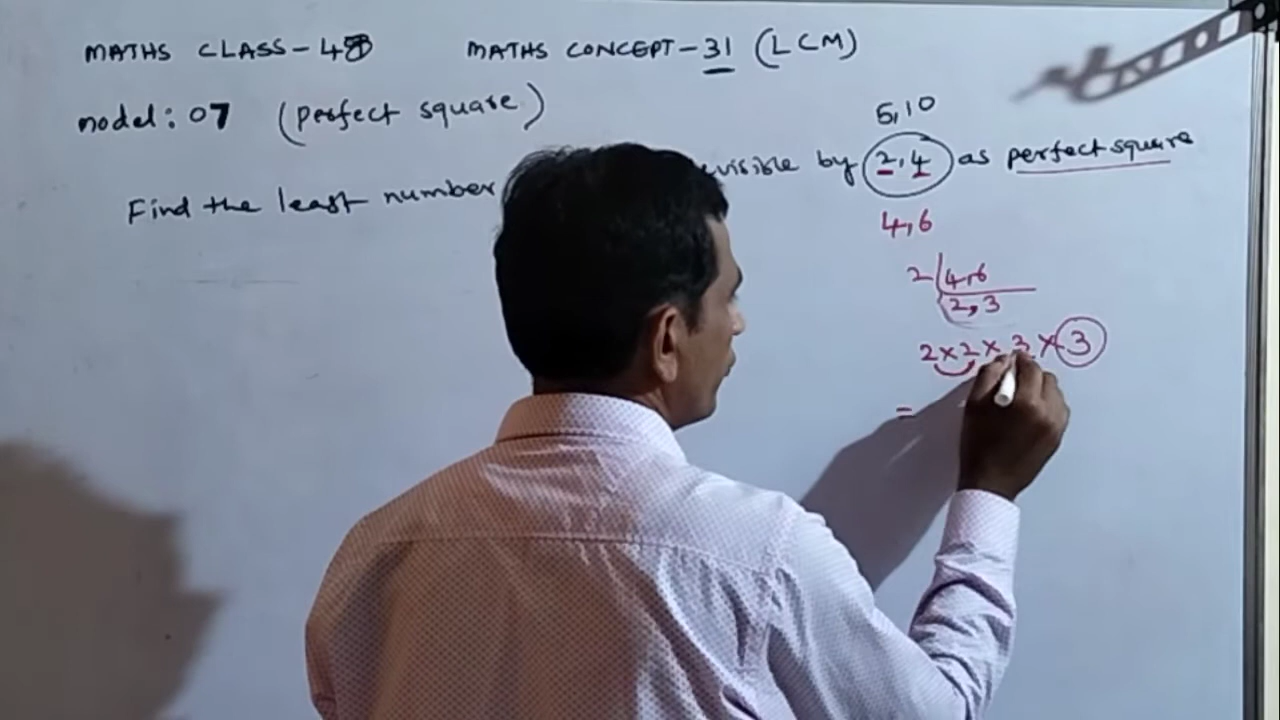 MATHS CLASS-48 MATHS CONCEPT-31 (LCM)
model: 07 (perfect square)
5,10
Find the least number visible by 2,4 as perfect square
4,6
2 4,6
2,3
2×2×3×3
=